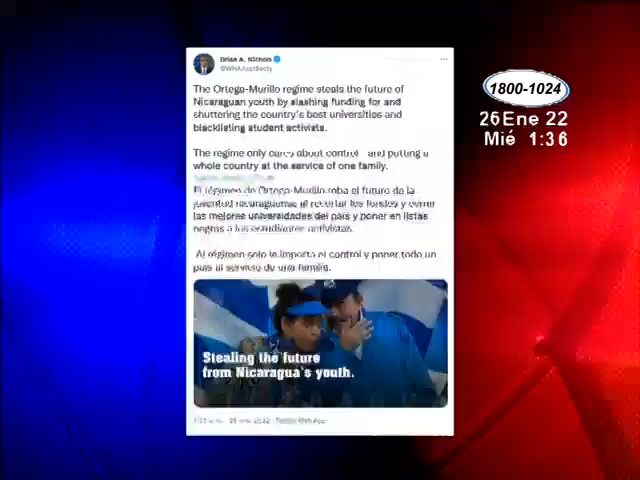 Brian A. Nichols
@WHAAsstSecty
The Ortega-Murillo regime steals the future of
Nicaraguan youth by slashing funding for and
shuttering the country's best universities and
blacklisting student activists.
The regime only cares about control and putting a
whole country at the service of one family.
El régimen de Ortega-Murillo roba el futuro de la
juventud nicaragüense al recortar los fondos y cerrar
las mejores universidades del país y poner en listas
negras a los estudiantes activistas.
Al régimen solo le importa el control y poner todo un
país al servicio de una familia.
Stealing the future
from Nicaragua's youth.
2022 · Twitter Web App
1800-1024
26Ene 22
Mié 1:36